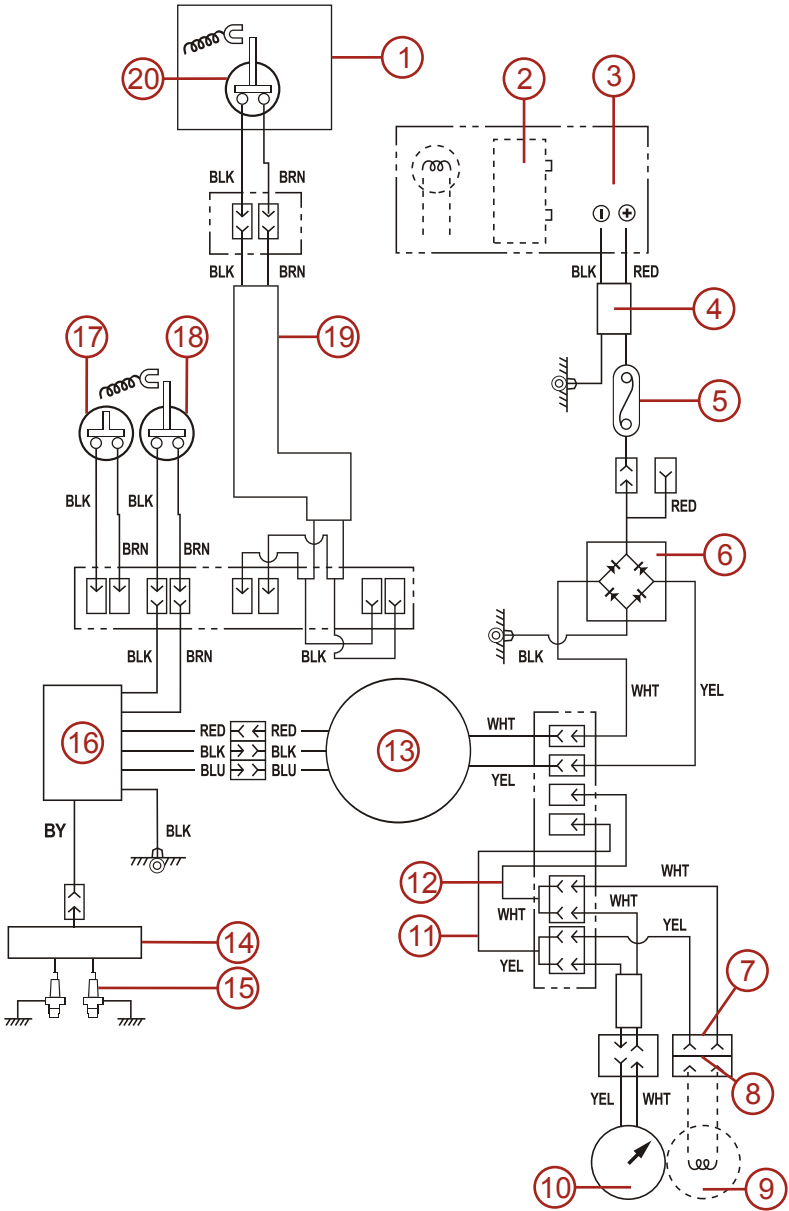 1
20
2
3
BLK BRN
BLK BRN
BLK RED
4
17
18
19
5
BLK BLK
RED
BRN BRN
6
BLK BRN
BLK
BLK
WHT YEL
16
RED RED
BLK BLK
BLU BLU
13
WHT
YEL
BY
BLK
12
WHT
WHT
WHT
11
YEL
YEL
14
15
7
8
YEL WHT
10
9